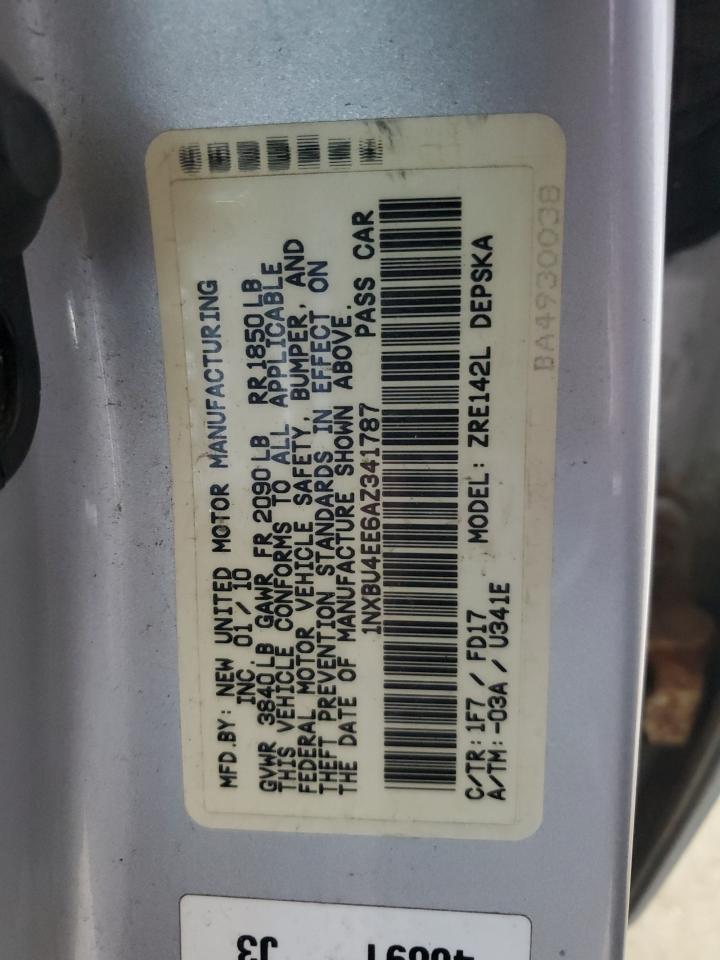 MFD.BY: NEW UNITED MOTOR MANUFACTURING
INC. 01/10
GVWR 3840LB GAWR FR 2090LB RR1850LB
THIS VEHICLE CONFORMS TO ALL APPLICABLE
FEDERAL MOTOR VEHICLE SAFETY, BUMPER, AND
THEFT PREVENTION STANDARDS IN EFFECT ON
THE DATE OF MANUFACTURE SHOWN ABOVE.
1NXBU4EE6AZ341787 PASS CAR
C/TR: 1F7 / FD17 MODEL: ZRE142L DEPSKA
A/TM: -03A / U341E
BA4930038
J3